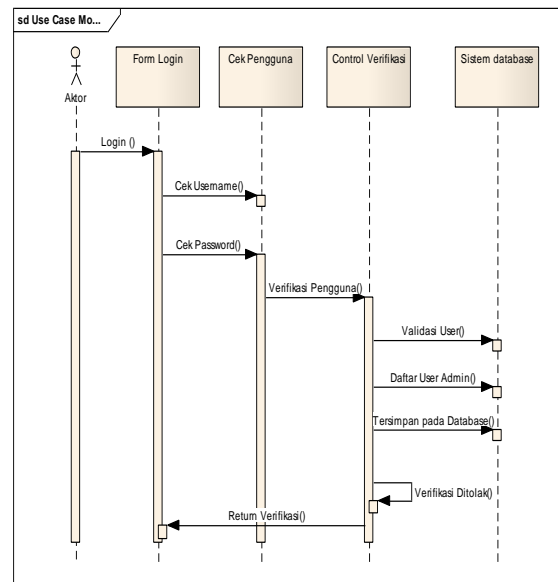 sd Use Case Mo...
Form Login
Cek Pengguna
Control Verifikasi
Sistem database
Aktor
Login ()
Cek Username()
Cek Password()
Verifikasi Pengguna()
Validasi User()
Daftar User Admin()
Tersimpan pada Database()
Verifikasi Ditolak()
Return Verifikasi()